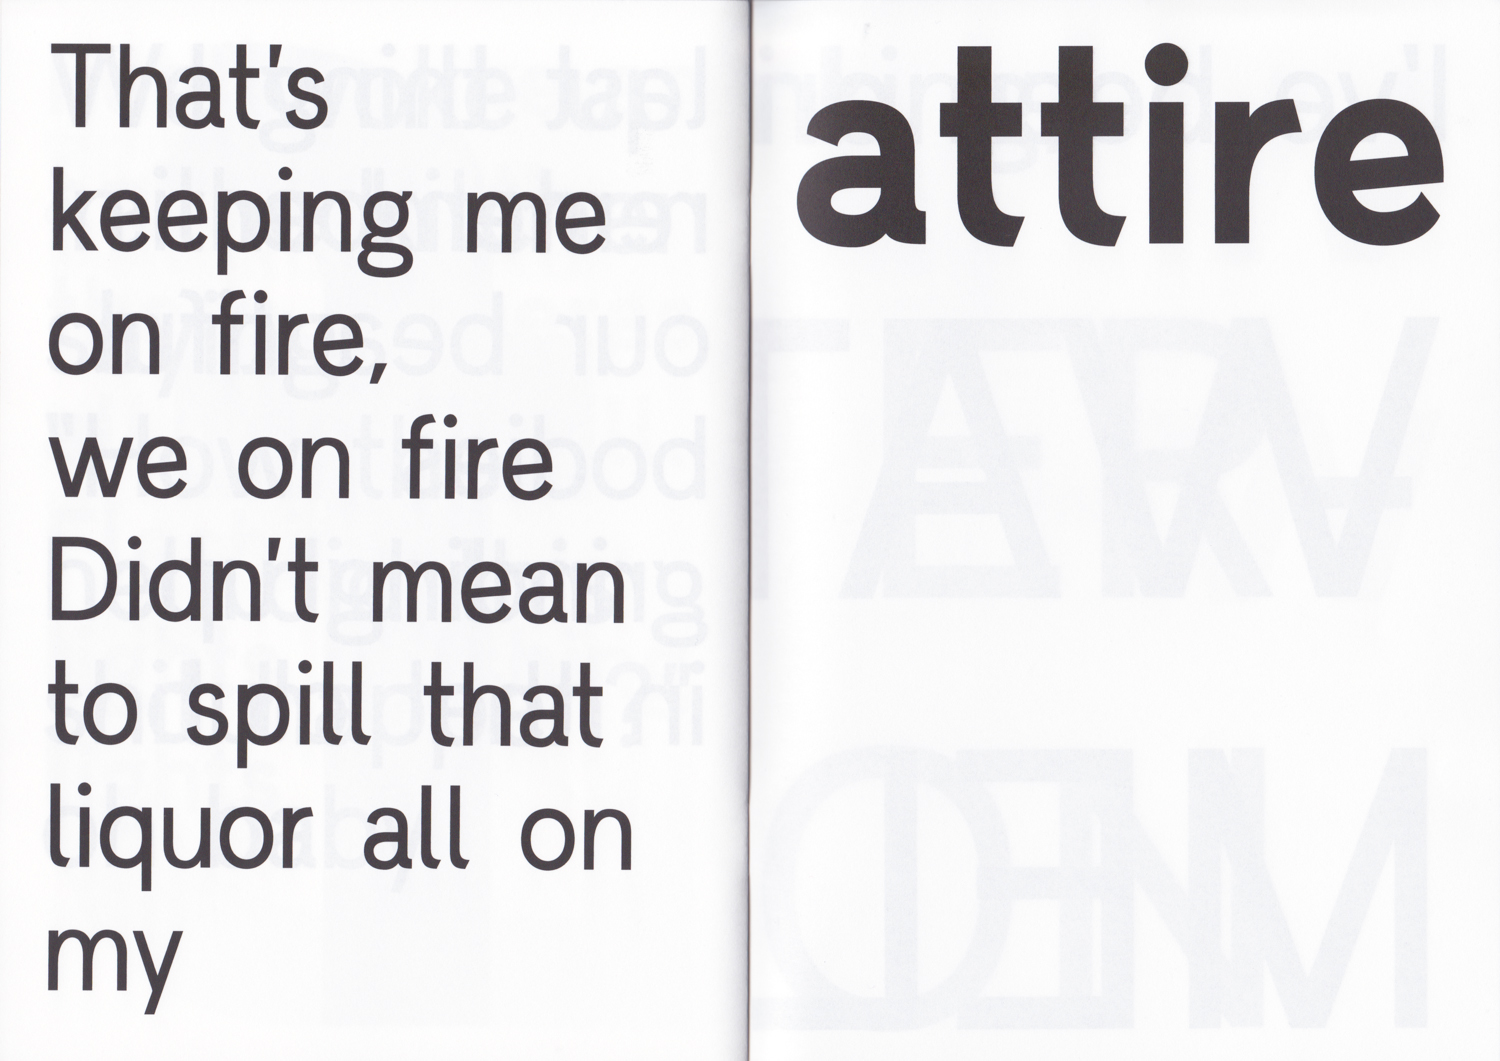 That's
keeping me
on fire,
we on fire
Didn't mean
to spill that
liquor all on
my
attire